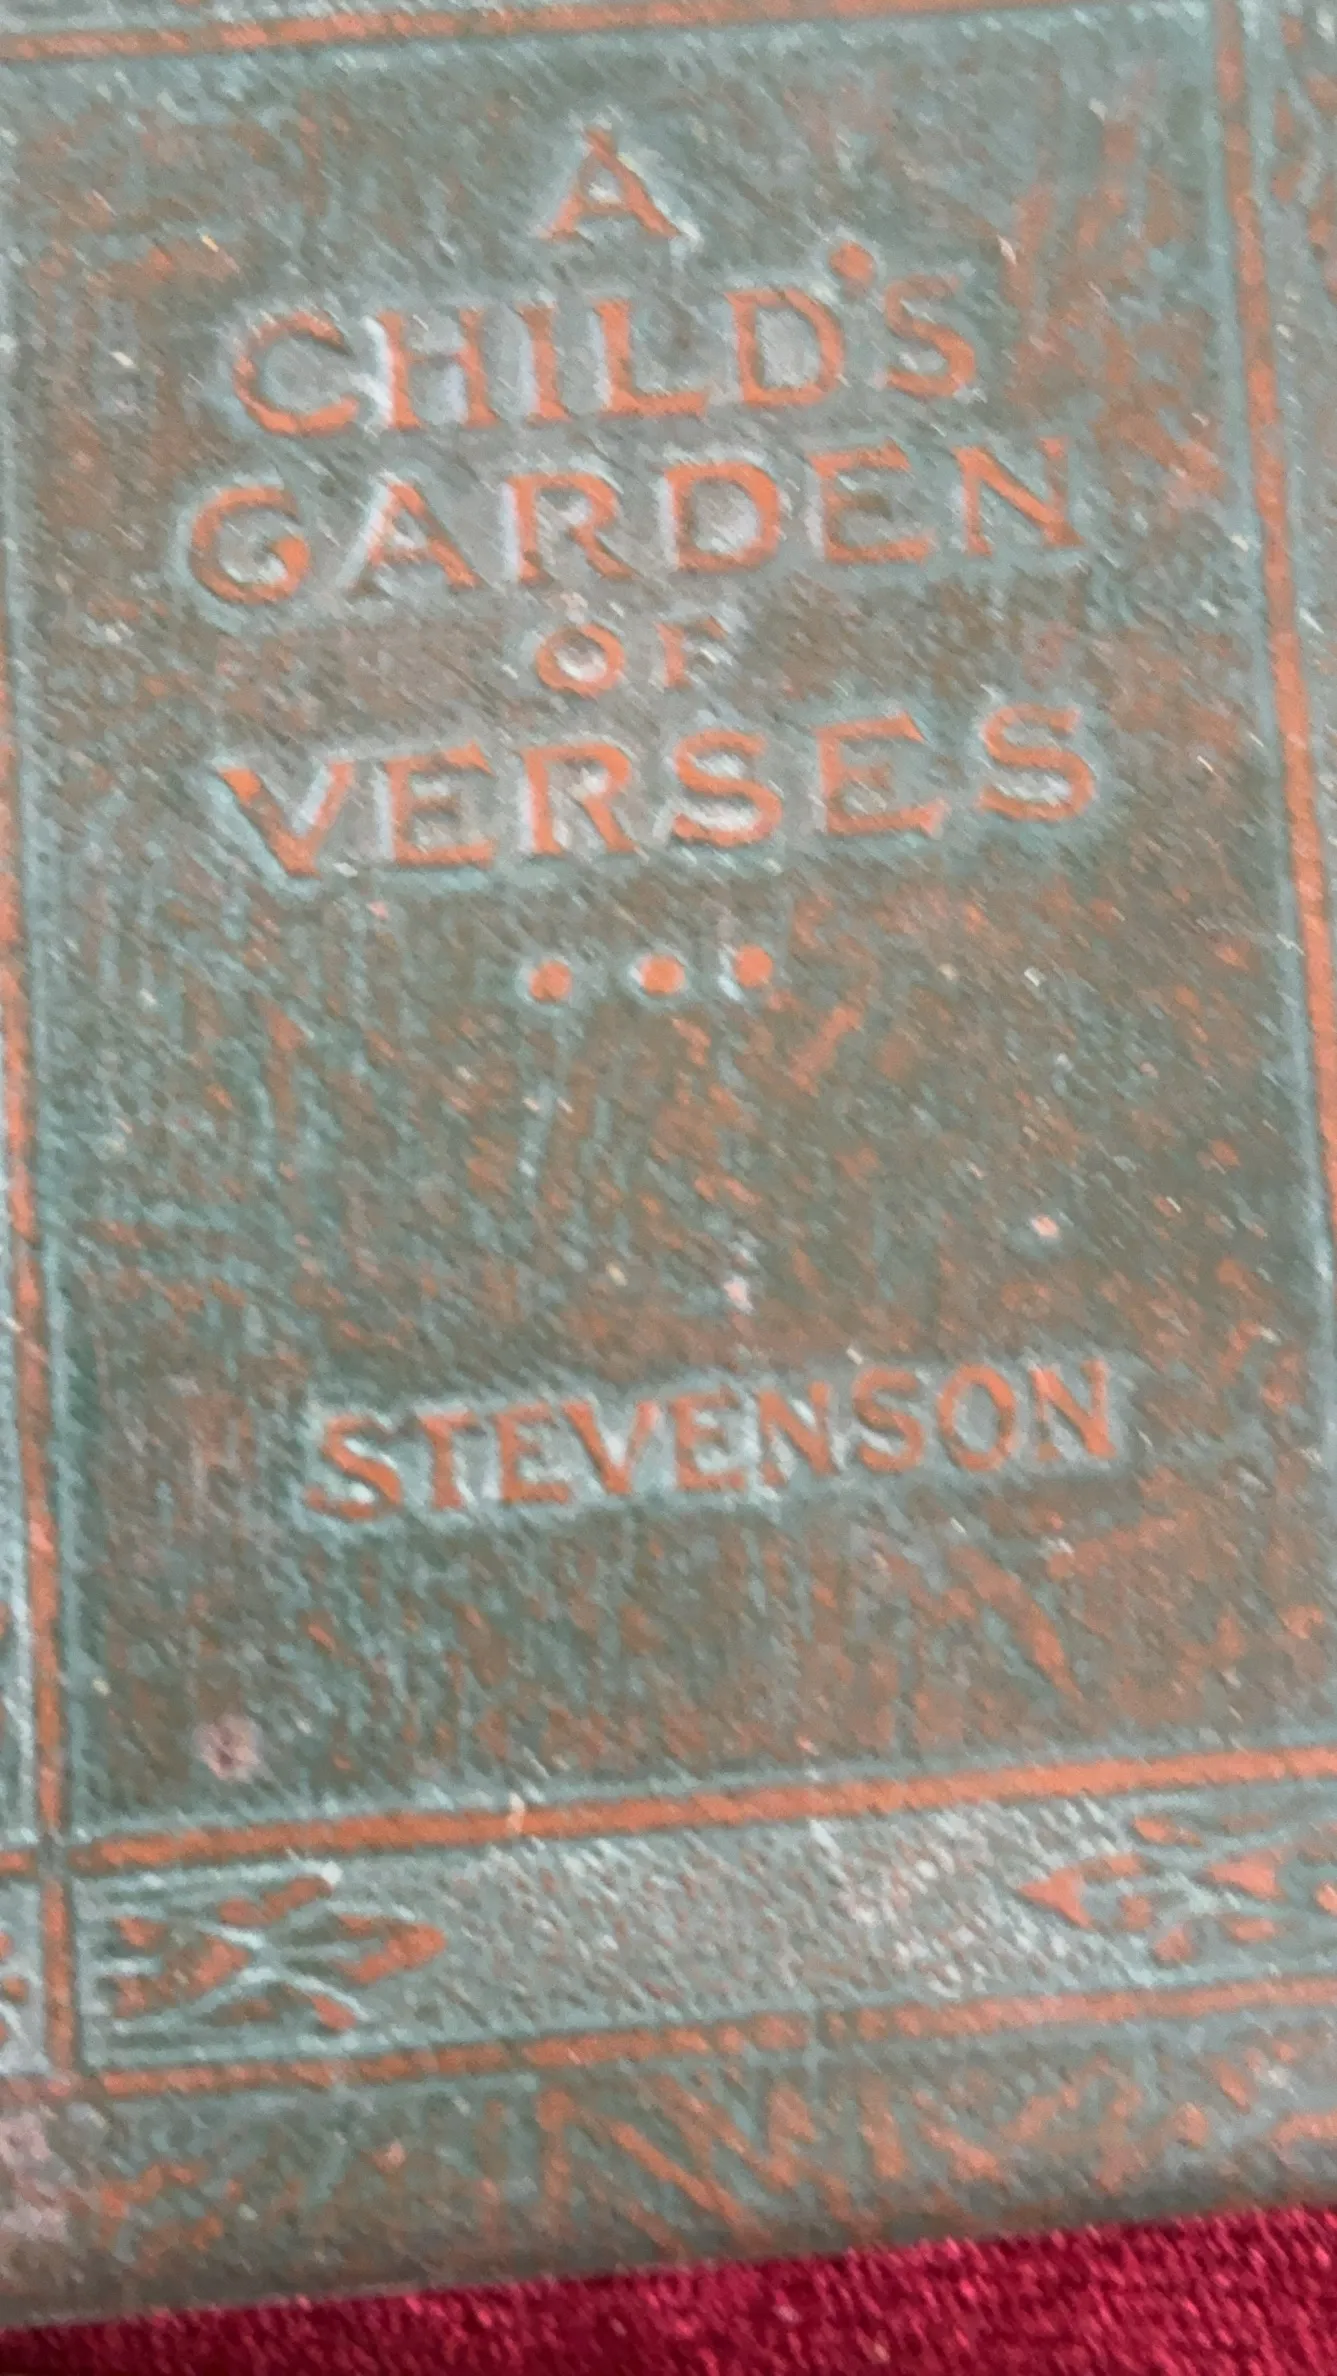 A
CHILD'S
GARDEN
OF
VERSES
STEVENSON